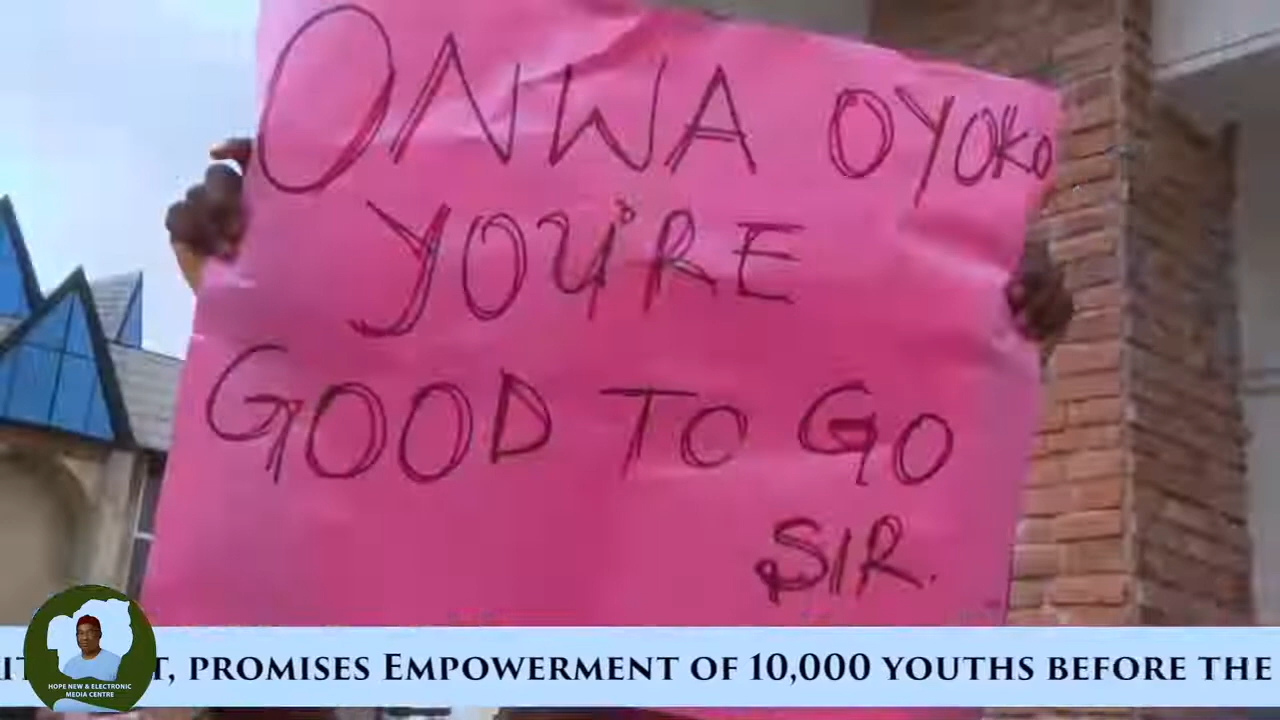 ONWA OYOKO
YOU'RE
GOOD TO GO
SIR.
T, PROMISES EMPOWERMENT OF 10,000 YOUTHS BEFORE THE
HOPE NEW & ELECTRONIC
MEDIA CENTRE